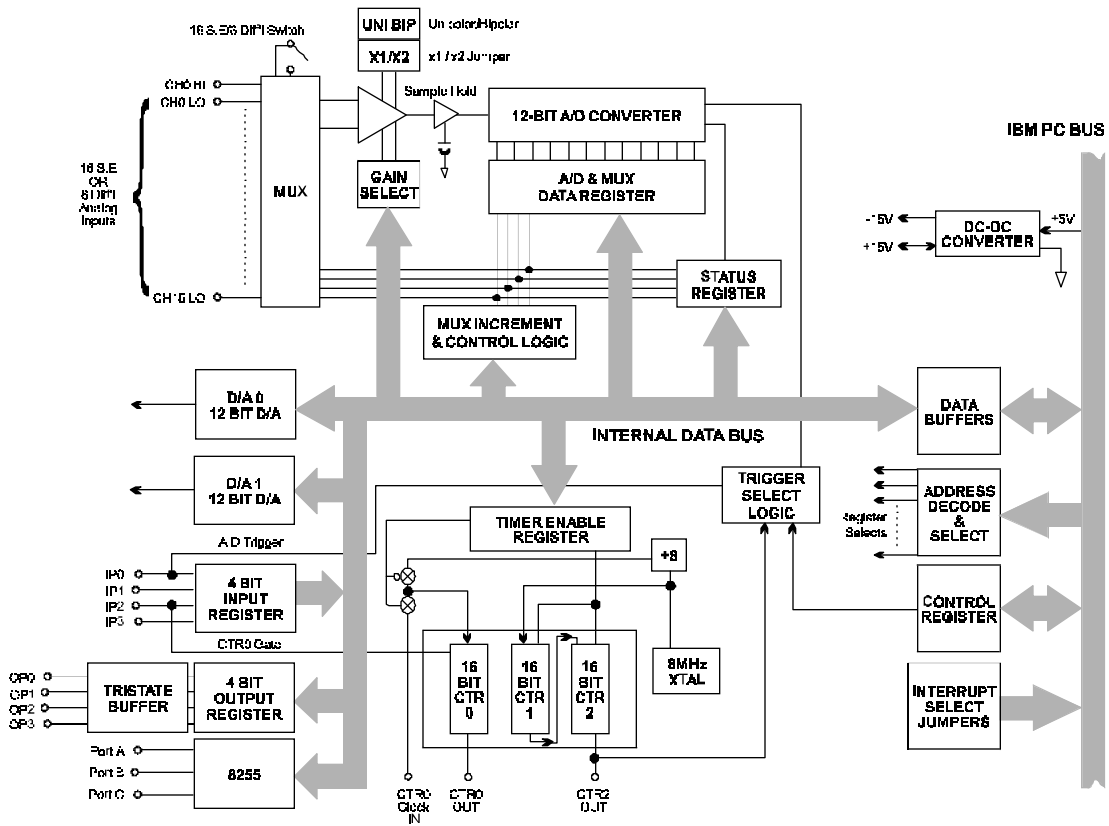 16 S.E/8 Diff'l Switch
UNI BIP
Unipolar/Bipolar
X1/X2
x1/x2 Jumper
CH0 HI
CH0 LO
Sample Hold
12-BIT A/D CONVERTER
IBM PC BUS
16 S.E
OR
8 Diff'l
Analog
Inputs
MUX
GAIN
SELECT
A/D & MUX
DATA REGISTER
-15V
+15V
DC-DC
CONVERTER
+5V
CH15 LO
STATUS
REGISTER
MUX INCREMENT
& CONTROL LOGIC
D/A 0
12 BIT D/A
INTERNAL DATA BUS
DATA
BUFFERS
D/A 1
12 BIT D/A
TRIGGER
SELECT
LOGIC
Register
Selects
ADDRESS
DECODE
&
SELECT
A/D Trigger
TIMER ENABLE
REGISTER
÷8
IP0
IP1
IP2
IP3
4 BIT
INPUT
REGISTER
CONTROL
REGISTER
CTR0 Gate
16
BIT
CTR
0
16
BIT
CTR
1
16
BIT
CTR
2
8MHz
XTAL
OP0
OP1
OP2
OP3
TRISTATE
BUFFER
4 BIT
OUTPUT
REGISTER
INTERRUPT
SELECT
JUMPERS
Port A
Port B
Port C
8255
CTR0
Clock
IN
CTR0
OUT
CTR2
OUT